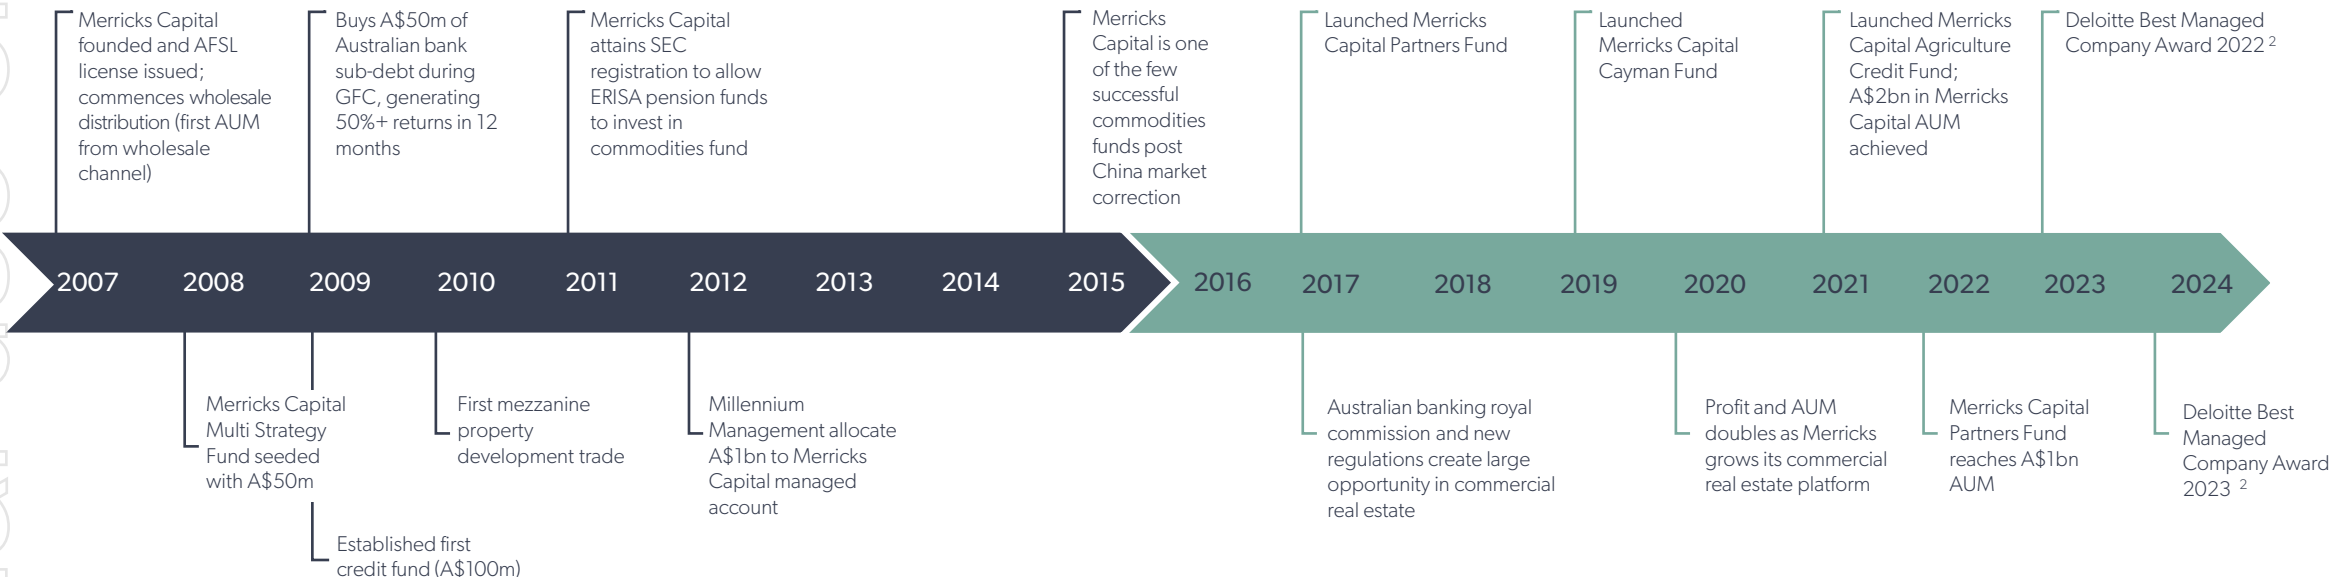 Merricks Capital
founded and AFSL
license issued;
commences wholesale
distribution (first AUM
from wholesale
channel)
Buys A$50m of
Australian bank
sub-debt during
GFC, generating
50%+ returns in 12
months
Merricks Capital
attains SEC
registration to allow
ERISA pension funds
to invest in
commodities fund
Merricks
Capital is one
of the few
successful
commodities
funds post
China market
correction
Launched Merricks
Capital Partners Fund
Launched
Merricks Capital
Cayman Fund
Launched Merricks
Capital Agriculture
Credit Fund;
A$2bn in Merricks
Capital AUM
achieved
Deloitte Best Managed
Company Award 2022 2
2007 2008 2009 2010 2011 2012 2013 2014 2015 2016 2017 2018 2019 2020 2021 2022 2023 2024
Merricks Capital
Multi Strategy
Fund seeded
with A$50m
Established first
credit fund (A$100m)
First mezzanine
property
development trade
Millennium
Management allocate
A$1bn to Merricks
Capital managed
account
Australian banking royal
commission and new
regulations create large
opportunity in commercial
real estate
Profit and AUM
doubles as Merricks
grows its commercial
real estate platform
Merricks Capital
Partners Fund
reaches A$1bn
AUM
Deloitte Best
Managed
Company Award
2023 2